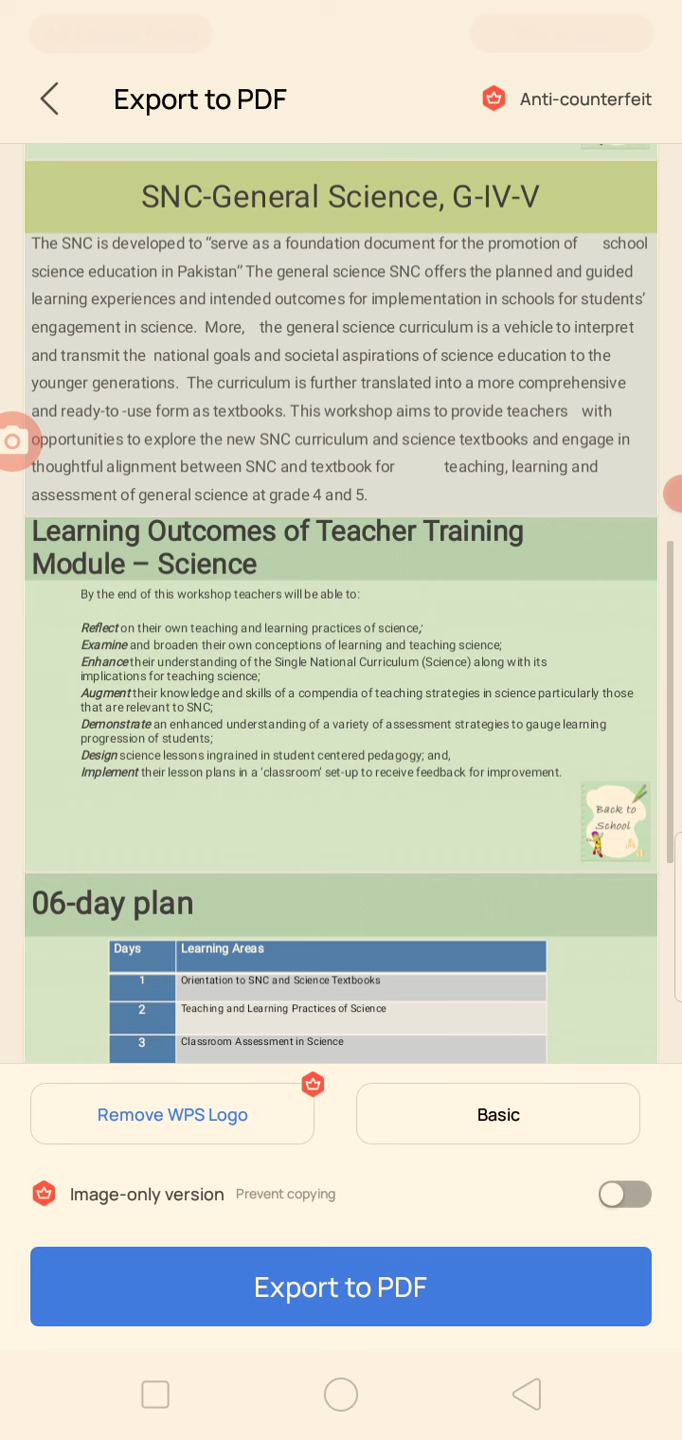 Export to PDF
Anti-counterfeit
SNC-General Science, G-IV-V
The SNC is developed to “serve as a foundation document for the promotion of school
science education in Pakistan” The general science SNC offers the planned and guided
learning experiences and intended outcomes for implementation in schools for students’
engagement in science. More, the general science curriculum is a vehicle to interpret
and transmit the national goals and societal aspirations of science education to the
younger generations. The curriculum is further translated into a more comprehensive
and ready-to -use form as textbooks. This workshop aims to provide teachers with
opportunities to explore the new SNC curriculum and science textbooks and engage in
thoughtful alignment between SNC and textbook for teaching, learning and
assessment of general science at grade 4 and 5.
Learning Outcomes of Teacher Training
Module – Science
By the end of this workshop teachers will be able to:
Reflect on their own teaching and learning practices of science;
Examine and broaden their own conceptions of learning and teaching science;
Enhance their understanding of the Single National Curriculum (Science) along with its
implications for teaching science;
Augment their knowledge and skills of a compendia of teaching strategies in science particularly those
that are relevant to SNC;
Demonstrate an enhanced understanding of a variety of assessment strategies to gauge learning
progression of students;
Design science lessons ingrained in student centered pedagogy; and,
Implement their lesson plans in a ‘classroom’ set-up to receive feedback for improvement.
Back to
School
06-day plan
Days Learning Areas
1 Orientation to SNC and Science Textbooks
2 Teaching and Learning Practices of Science
3 Classroom Assessment in Science
Remove WPS Logo
Basic
Image-only version Prevent copying
Export to PDF